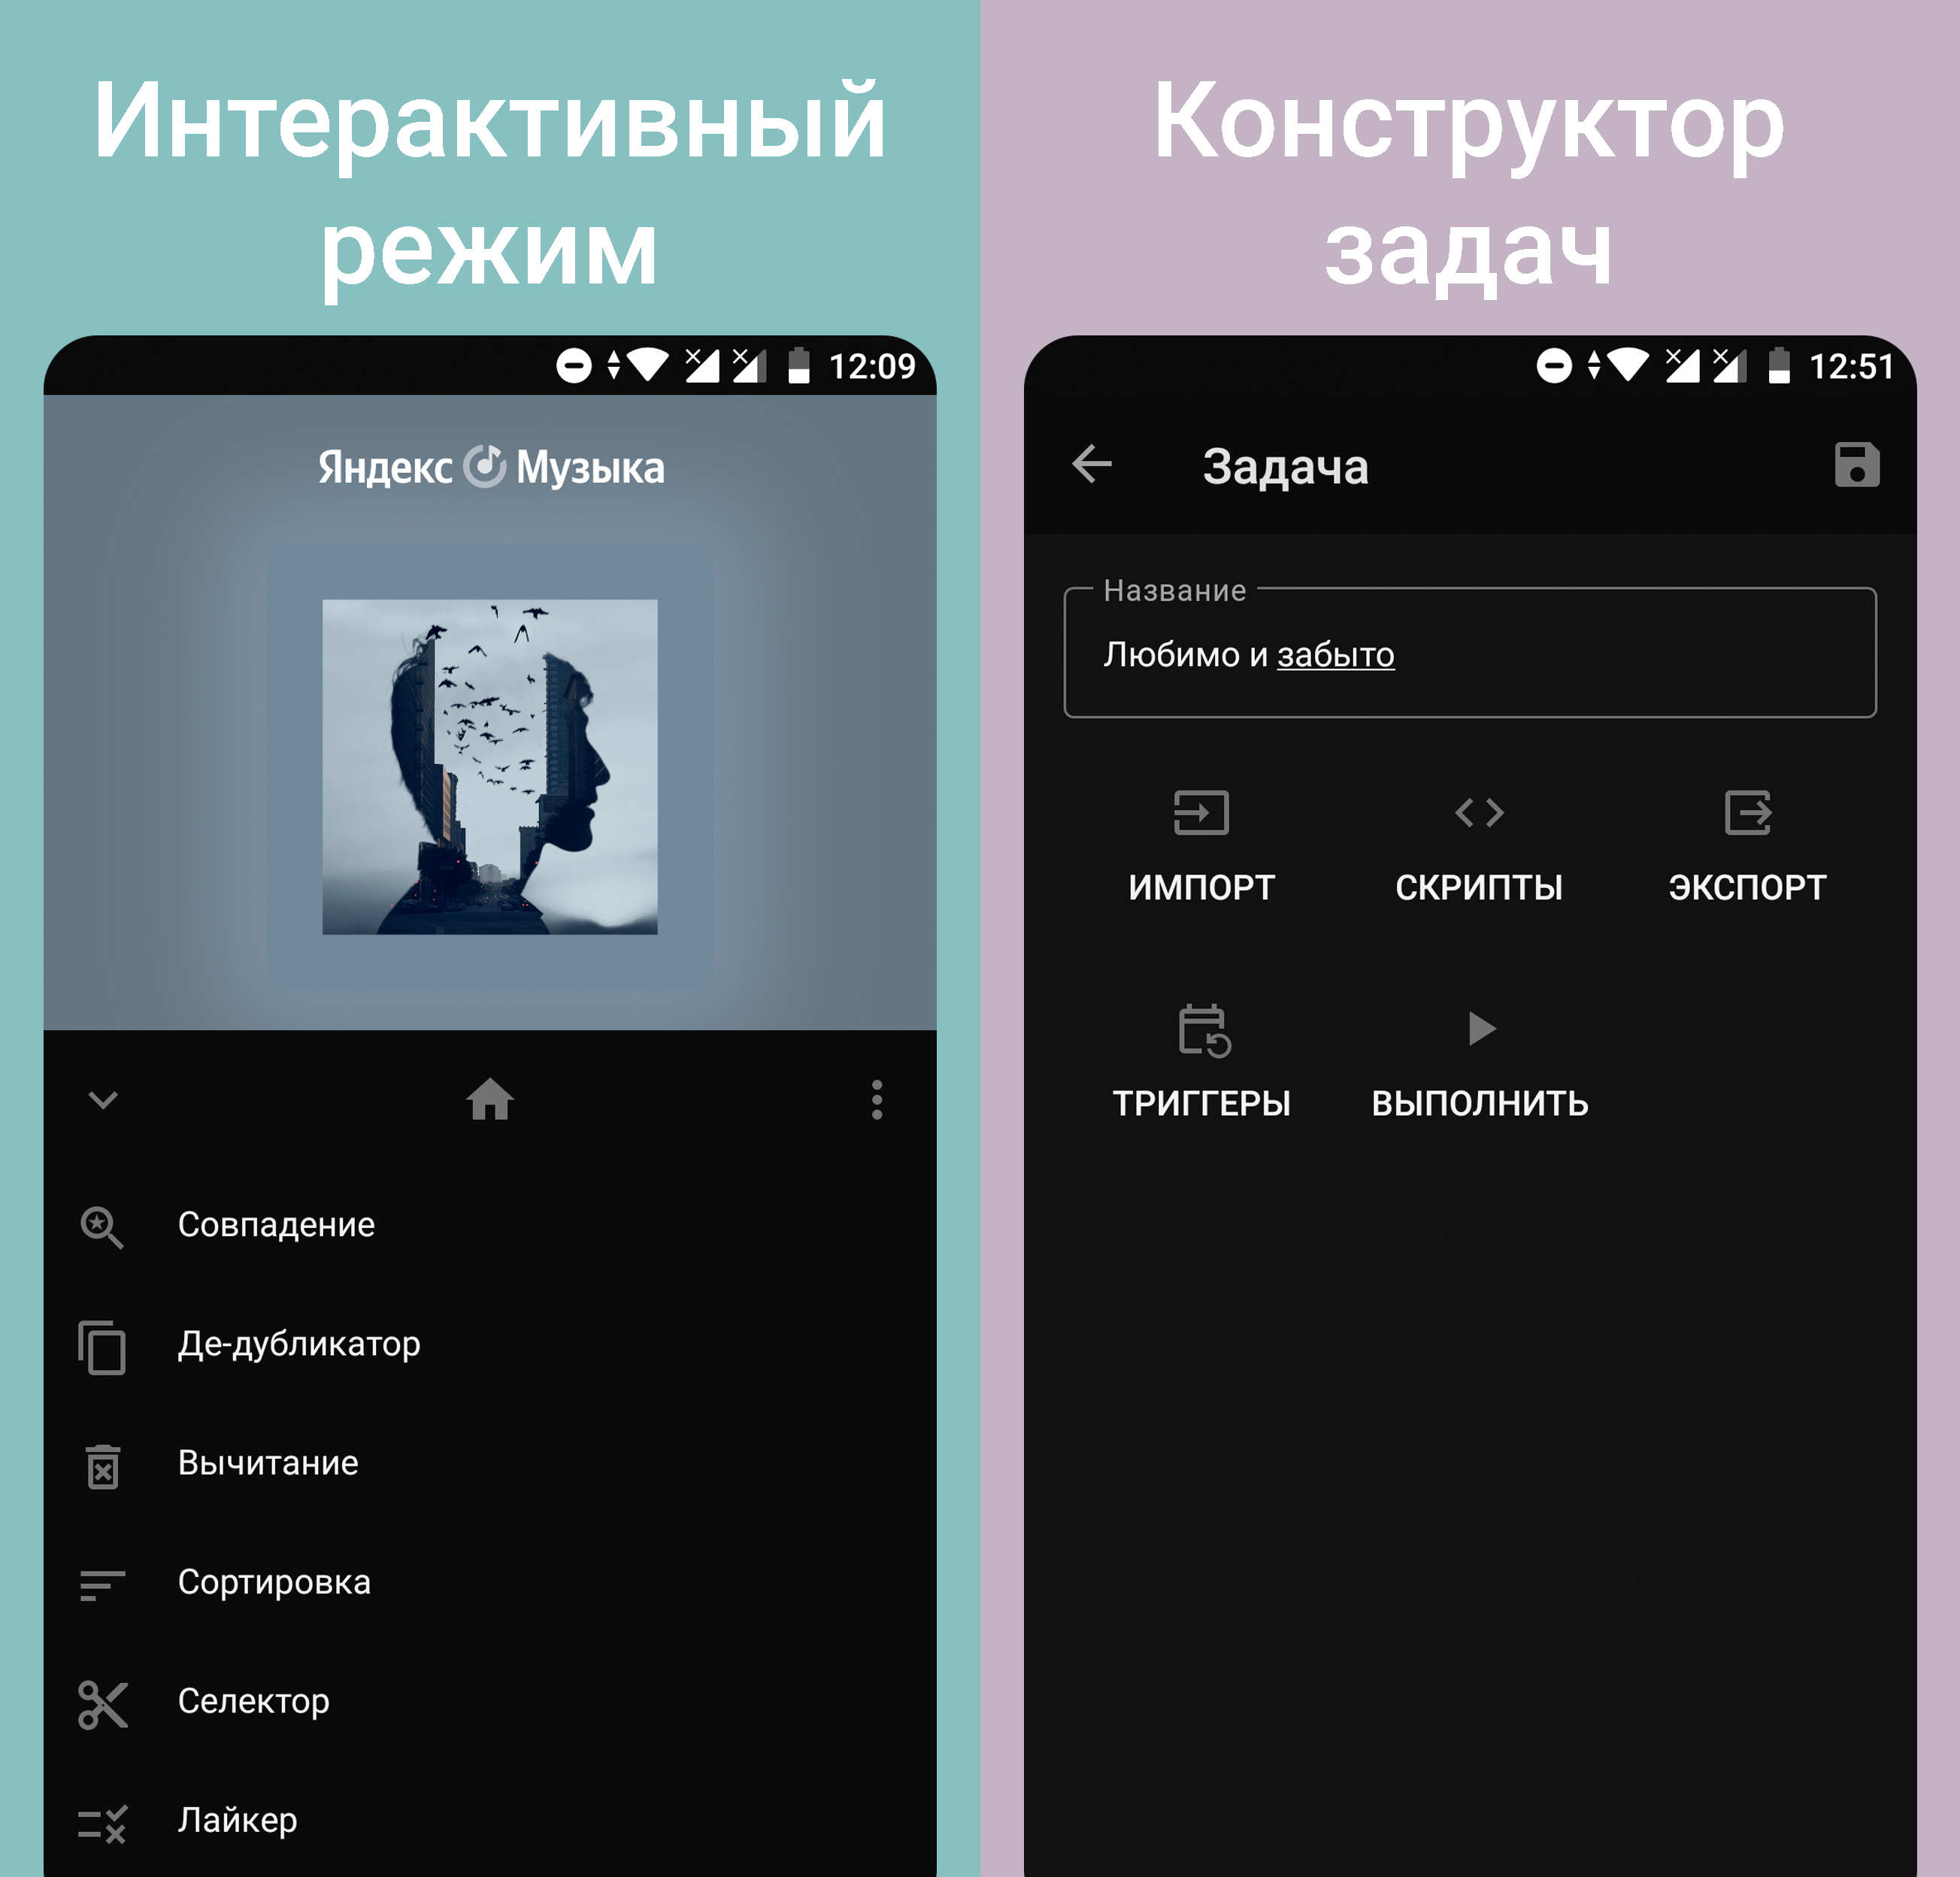 Интерактивный
режим
12:09
Яндекс Музыка
Совпадение
Де-дубликатор
Вычитание
Сортировка
Селектор
Лайкер
Конструктор
задач
12:51
Задача
Название
Любимо и забыто
ИМПОРТ СКРИПТЫ ЭКСПОРТ
ТРИГГЕРЫ ВЫПОЛНИТЬ